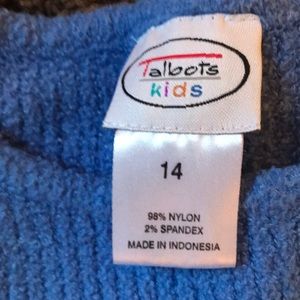 Talbots
kids
14
98% NYLON
2% SPANDEX
MADE IN INDONESIA